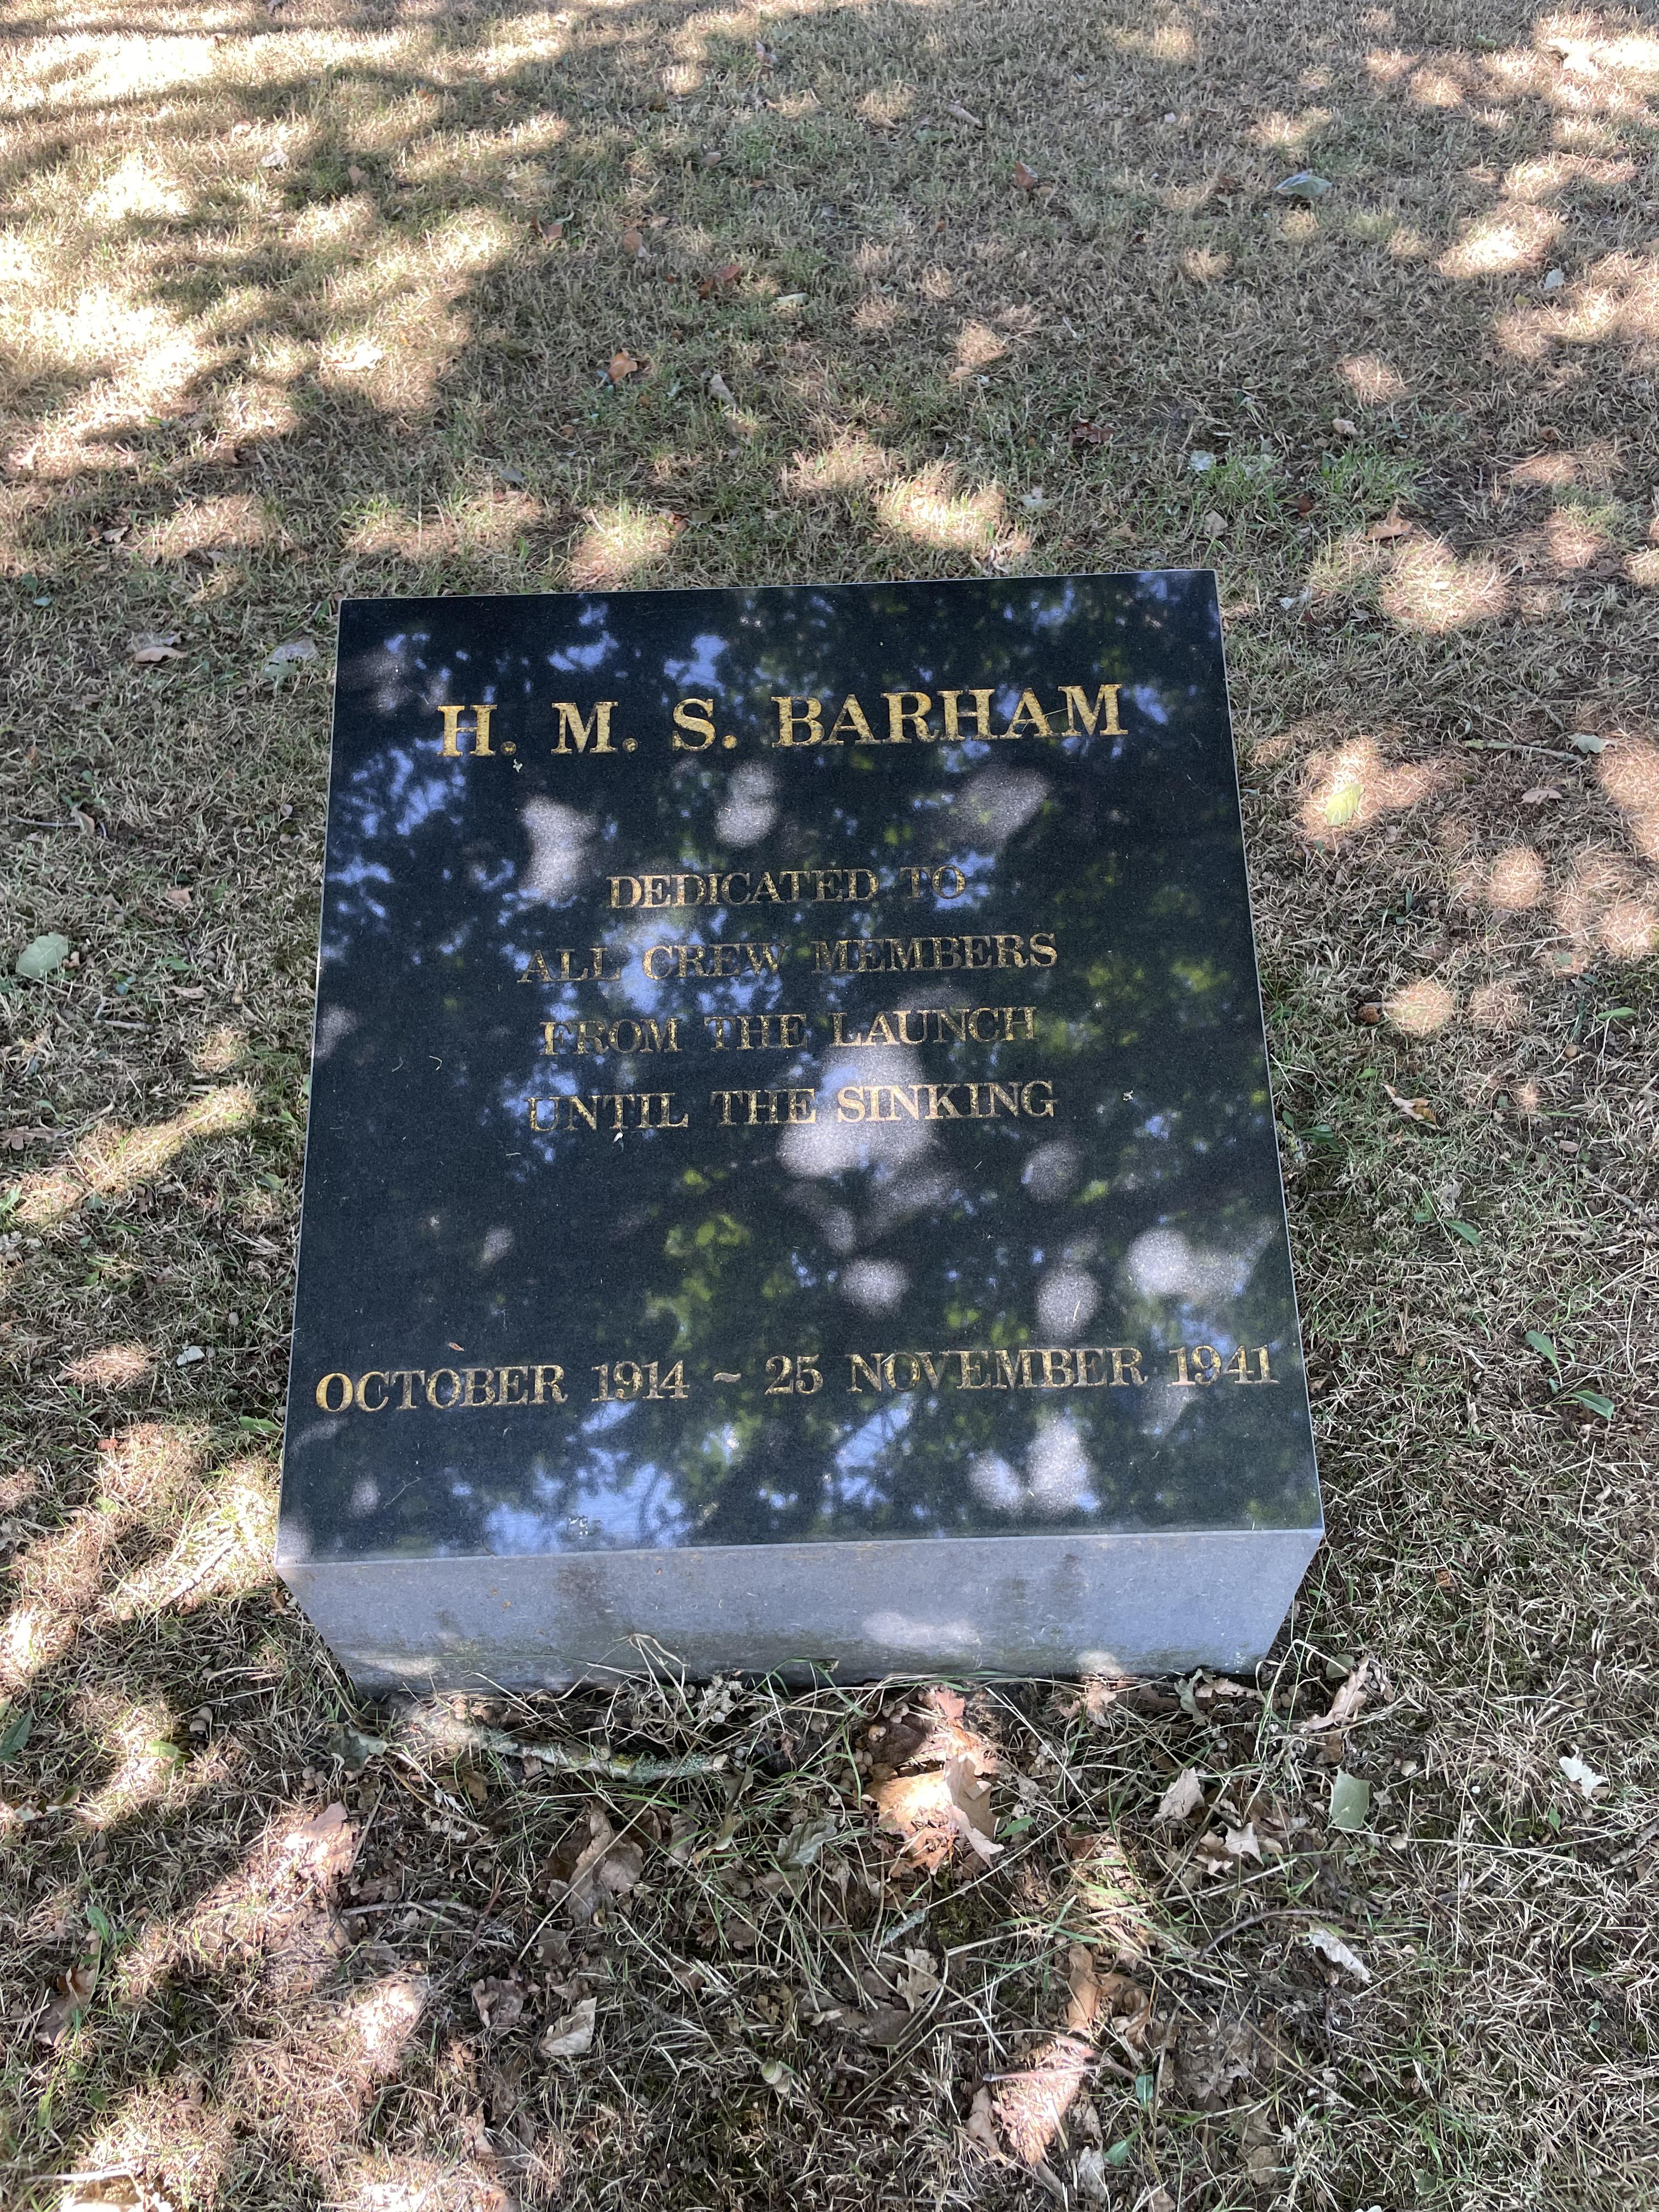 H. M. S. BARHAM
DEDICATED TO
ALL CREW MEMBERS
FROM THE LAUNCH
UNTIL THE SINKING
OCTOBER 1914 ~ 25 NOVEMBER 1941